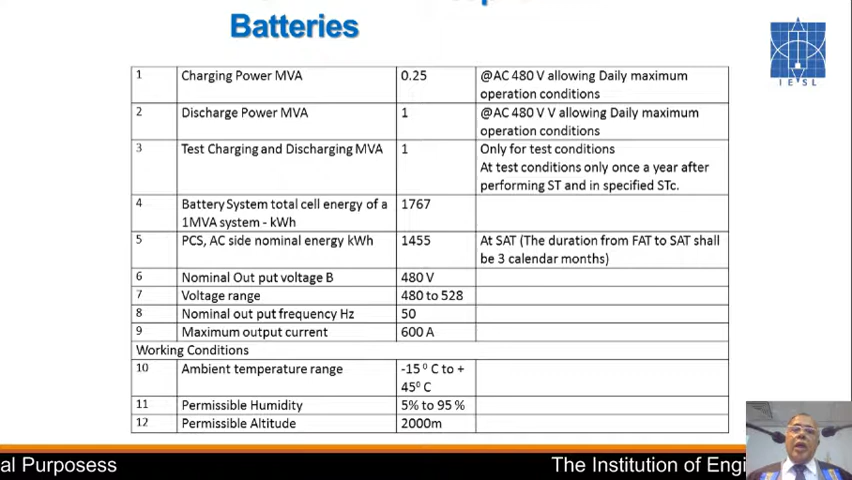 Batteries
IESL
1 Charging Power MVA 0.25 @AC 480 V allowing Daily maximum
operation conditions
2 Discharge Power MVA 1 @AC 480 V V allowing Daily maximum
operation conditions
3 Test Charging and Discharging MVA 1 Only for test conditions
At test conditions only once a year after
performing ST and in specified STc.
4 Battery System total cell energy of a 1767
1MVA system - kWh
5 PCS, AC side nominal energy kWh 1455 At SAT (The duration from FAT to SAT shall
be 3 calendar months)
6 Nominal Out put voltage B 480 V
7 Voltage range 480 to 528
8 Nominal out put frequency Hz 50
9 Maximum output current 600 A
Working Conditions
10 Ambient temperature range -15⁰ C to +
45⁰ C
11 Permissible Humidity 5% to 95 %
12 Permissible Altitude 2000m
al Purposess The Institution of Engi